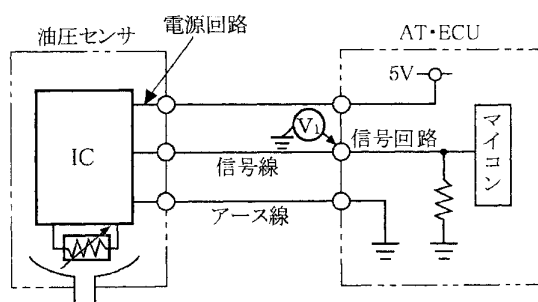 電源回路
油圧センサ
AT・ECU
5V
V1
信号回路
IC
信号線
マイコン
アース線